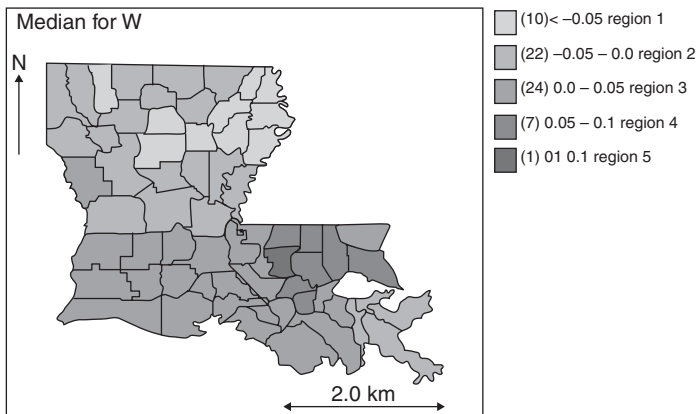 Median for W
N
2.0 km
(10)< –0.05 region 1
(22) –0.05 – 0.0 region 2
(24) 0.0 – 0.05 region 3
(7) 0.05 – 0.1 region 4
(1) 01 0.1 region 5